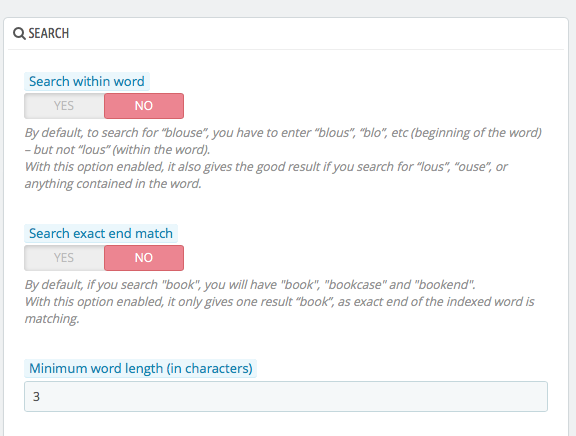 SEARCH
Search within word
YES NO
By default, to search for “blouse”, you have to enter “blous”, “blo”, etc (beginning of the word)
– but not “lous” (within the word).
With this option enabled, it also gives the good result if you search for “lous”, “ouse”, or
anything contained in the word.
Search exact end match
YES NO
By default, if you search "book", you will have "book", "bookcase" and "bookend".
With this option enabled, it only gives one result “book”, as exact end of the indexed word is
matching.
Minimum word length (in characters)
3